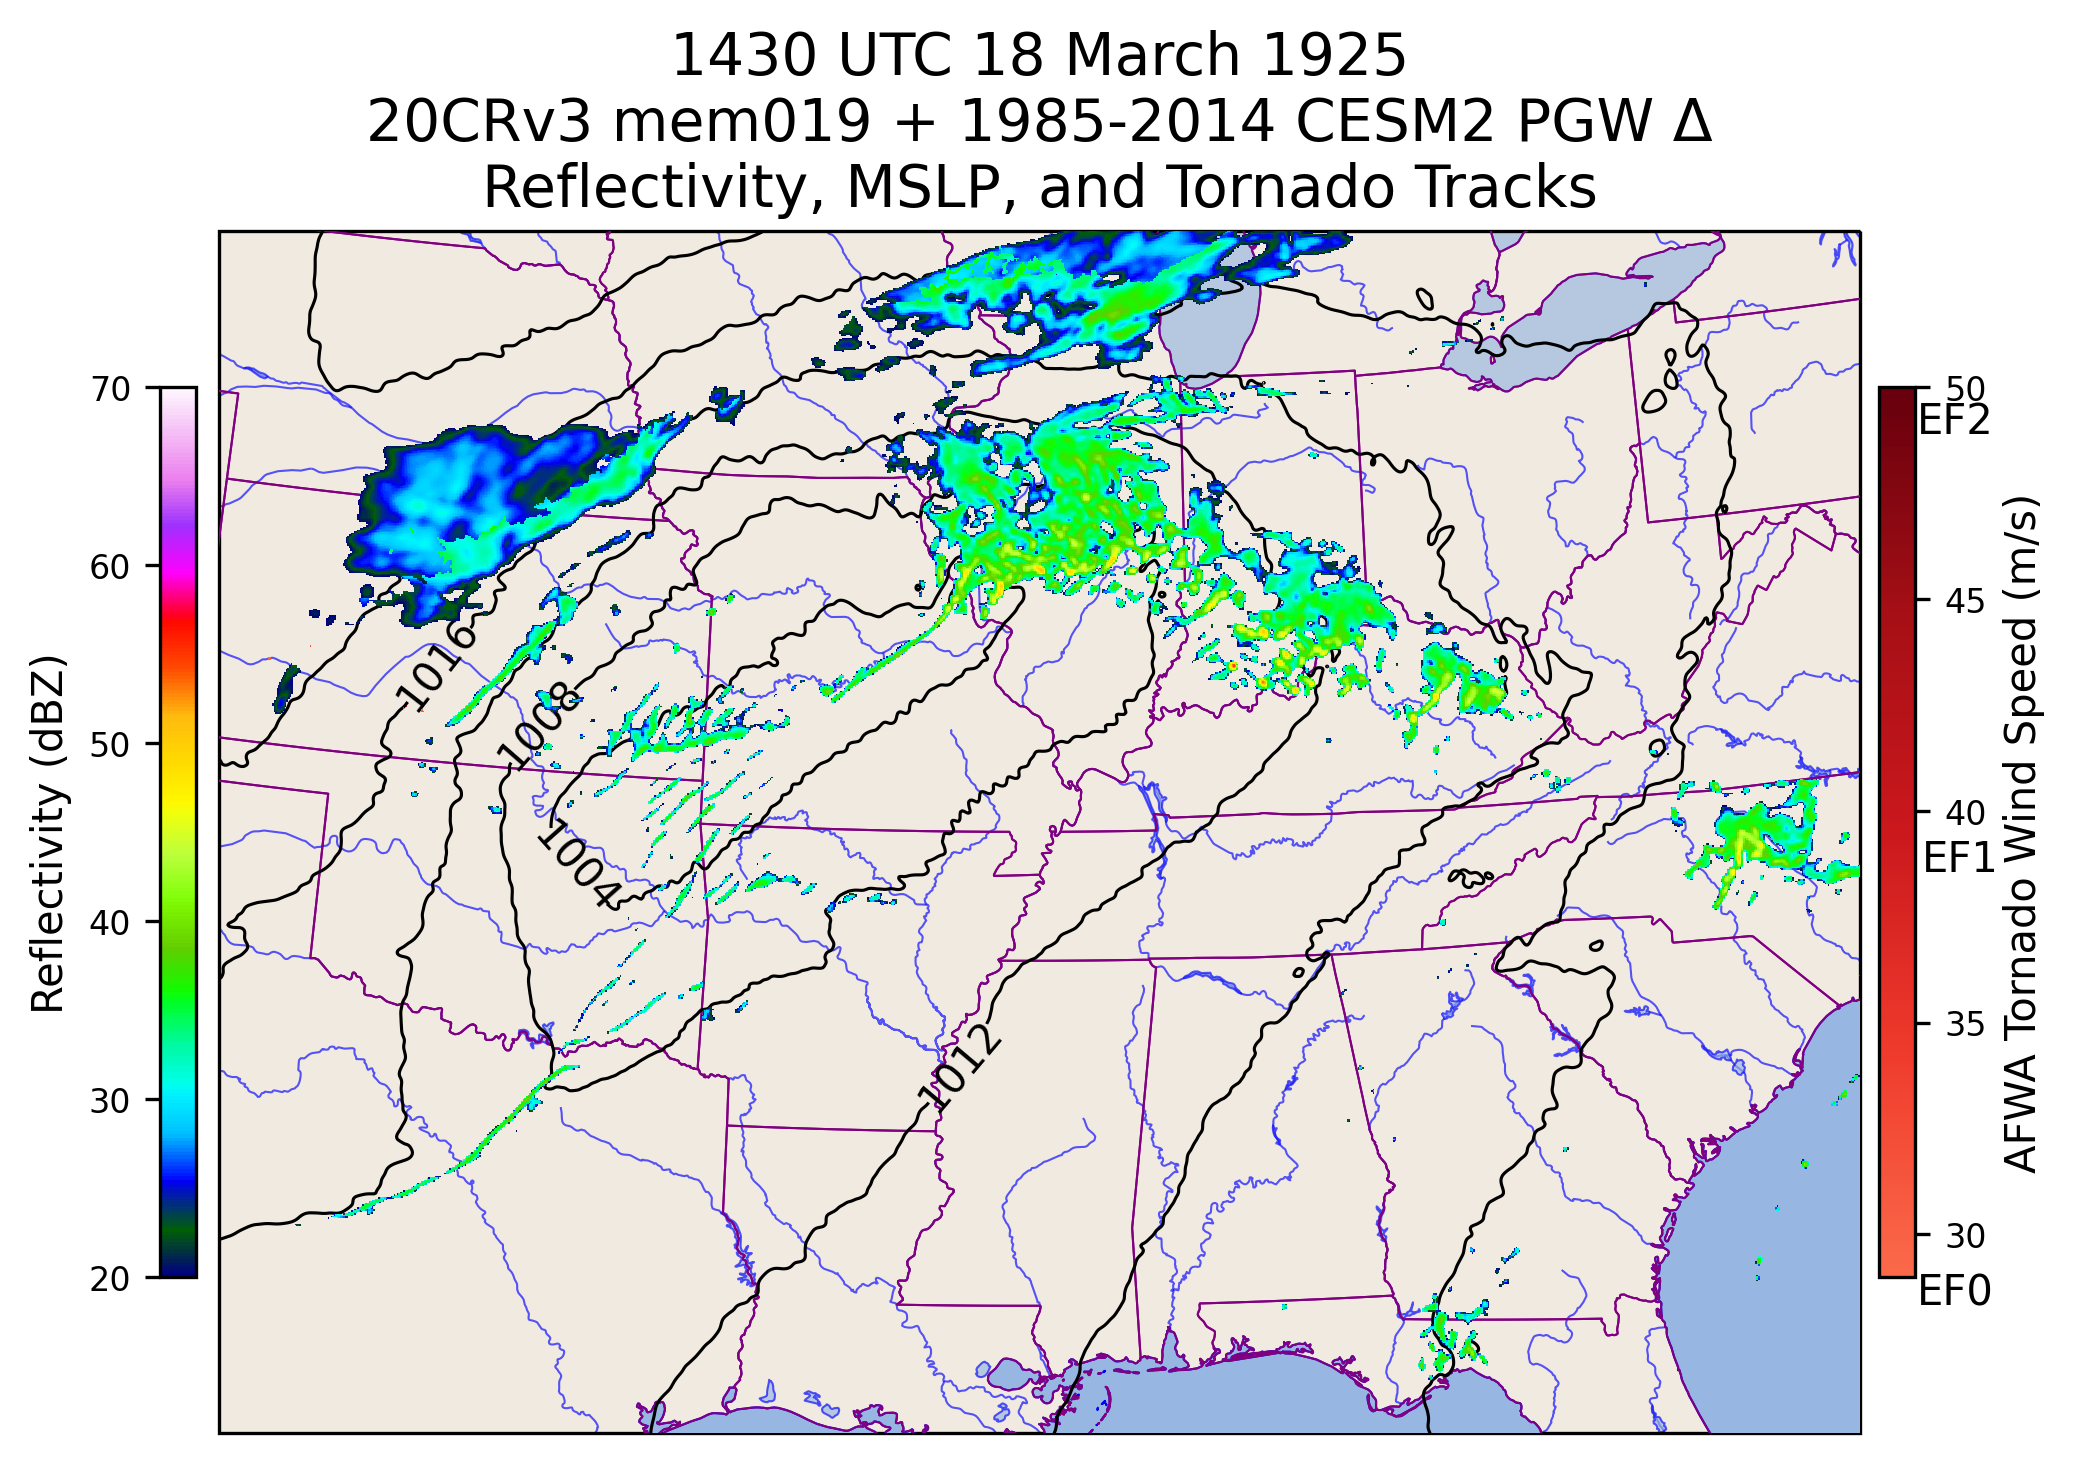 1430 UTC 18 March 1925
20CRv3 mem019 + 1985-2014 CESM2 PGW Δ
Reflectivity, MSLP, and Tornado Tracks
Reflectivity (dBZ)
70
60
50
40
30
20
1016
1008
1004
1012
50
EF2
45
40
EF1
35
30
EF0
AFWA Tornado Wind Speed (m/s)